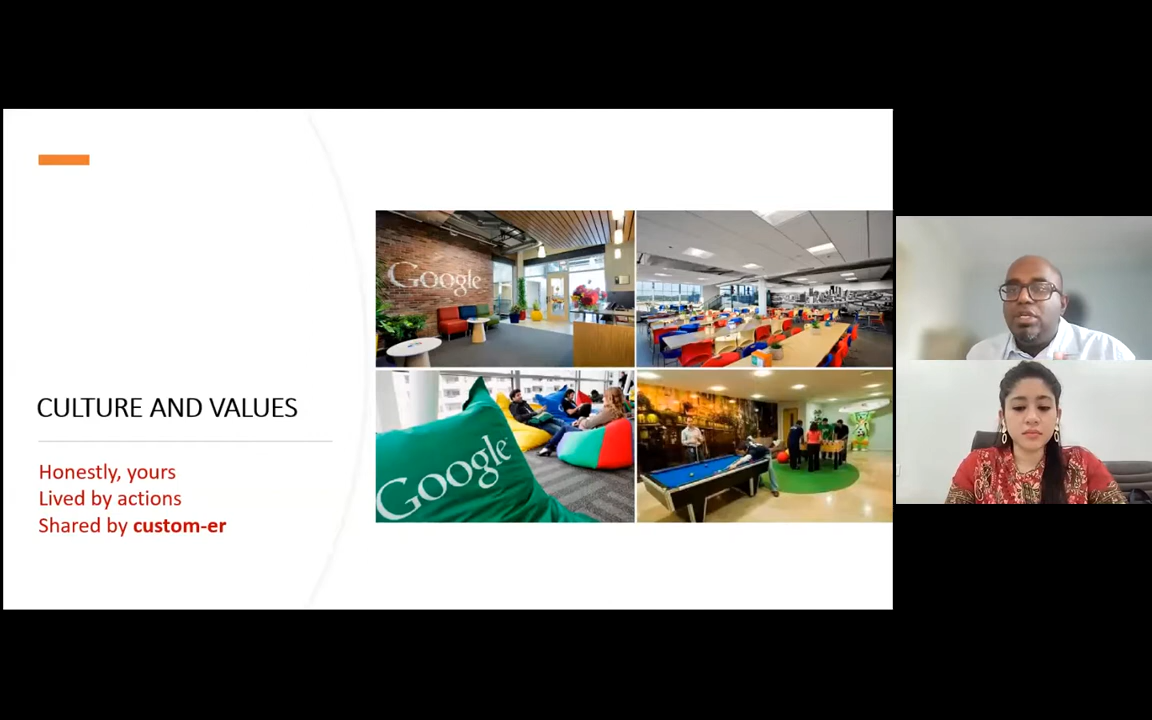 CULTURE AND VALUES
Honestly, yours
Lived by actions
Shared by custom-er
Google
Google